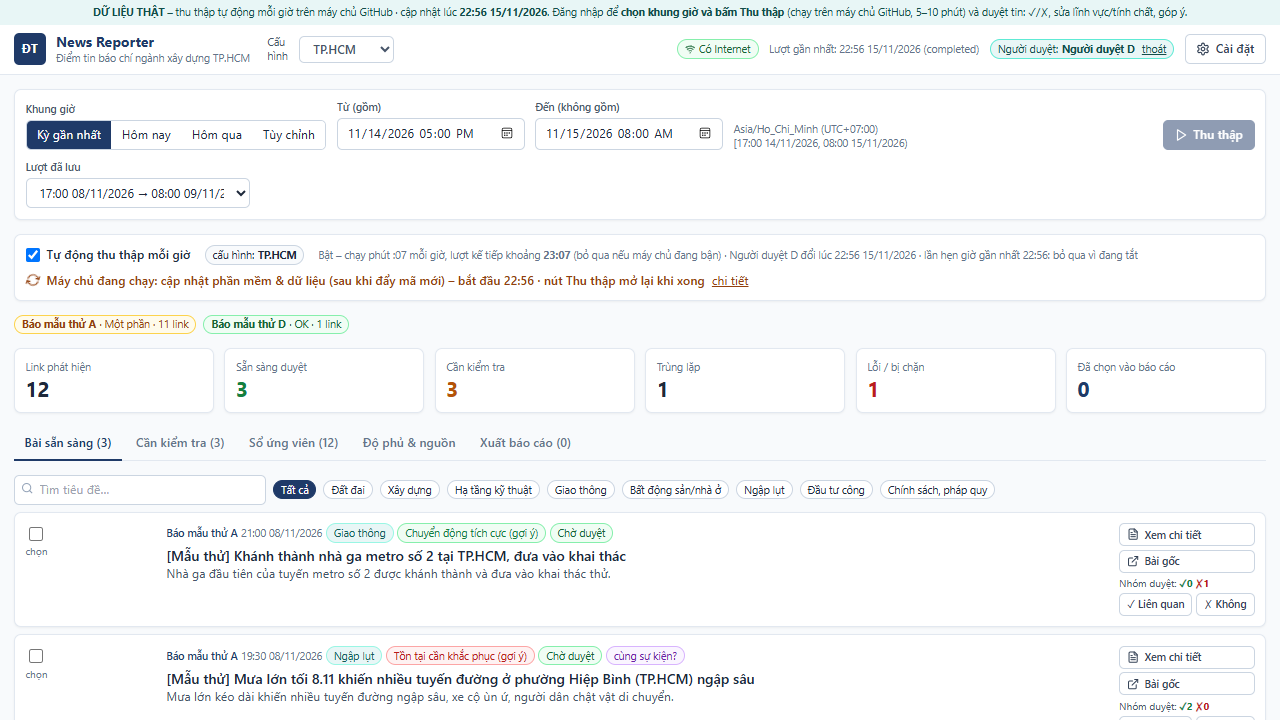 DỮ LIỆU THẬT – thu thập tự động mỗi giờ trên máy chủ GitHub · cập nhật lúc 22:56 15/11/2026. Đăng nhập để chọn khung giờ và bấm Thu thập (chạy trên máy chủ GitHub, 5–10 phút) và duyệt tin: ✓/✗, sửa lĩnh vực/tính chất, góp ý.
ĐT
News Reporter
Điểm tin báo chí ngành xây dựng TP.HCM
Cấu hình
TP.HCM
Có Internet
Lượt gần nhất: 22:56 15/11/2026 (completed)
Người duyệt: Người duyệt D thoát
Cài đặt
Khung giờ
Kỳ gần nhất
Hôm nay
Hôm qua
Tùy chỉnh
Từ (gồm)
11/14/2026 05:00 PM
Đến (không gồm)
11/15/2026 08:00 AM
Asia/Ho_Chi_Minh (UTC+07:00)
[17:00 14/11/2026, 08:00 15/11/2026)
Thu thập
Lượt đã lưu
17:00 08/11/2026 → 08:00 09/11/2
Tự động thu thập mỗi giờ
cấu hình: TP.HCM
Bật – chạy phút :07 mỗi giờ, lượt kế tiếp khoảng 23:07 (bỏ qua nếu máy chủ đang bận) · Người duyệt D đổi lúc 22:56 15/11/2026 · lần hẹn giờ gần nhất 22:56: bỏ qua vì đang tắt
Máy chủ đang chạy: cập nhật phần mềm & dữ liệu (sau khi đẩy mã mới) – bắt đầu 22:56 · nút Thu thập mở lại khi xong chi tiết
Báo mẫu thử A · Một phần · 11 link
Báo mẫu thử D · OK · 1 link
Link phát hiện
12
Sẵn sàng duyệt
3
Cần kiểm tra
3
Trùng lặp
1
Lỗi / bị chặn
1
Đã chọn vào báo cáo
0
Bài sẵn sàng (3)
Cần kiểm tra (3)
Sổ ứng viên (12)
Độ phủ & nguồn
Xuất báo cáo (0)
Tìm tiêu đề...
Tất cả
Đất đai
Xây dựng
Hạ tầng kỹ thuật
Giao thông
Bất động sản/nhà ở
Ngập lụt
Đầu tư công
Chính sách, pháp quy
chọn
Báo mẫu thử A 21:00 08/11/2026 Giao thông Chuyển động tích cực (gợi ý) Chờ duyệt
[Mẫu thử] Khánh thành nhà ga metro số 2 tại TP.HCM, đưa vào khai thác
Nhà ga đầu tiên của tuyến metro số 2 được khánh thành và đưa vào khai thác thử.
Xem chi tiết
Bài gốc
Nhóm duyệt: ✓0 ✗1
✓ Liên quan
✗ Không
chọn
Báo mẫu thử A 19:30 08/11/2026 Ngập lụt Tồn tại cần khắc phục (gợi ý) Chờ duyệt cùng sự kiện?
[Mẫu thử] Mưa lớn tối 8.11 khiến nhiều tuyến đường ở phường Hiệp Bình (TP.HCM) ngập sâu
Mưa lớn kéo dài khiến nhiều tuyến đường ngập sâu, xe cộ ùn ứ, người dân chật vật di chuyển.
Xem chi tiết
Bài gốc
Nhóm duyệt: ✓2 ✗0